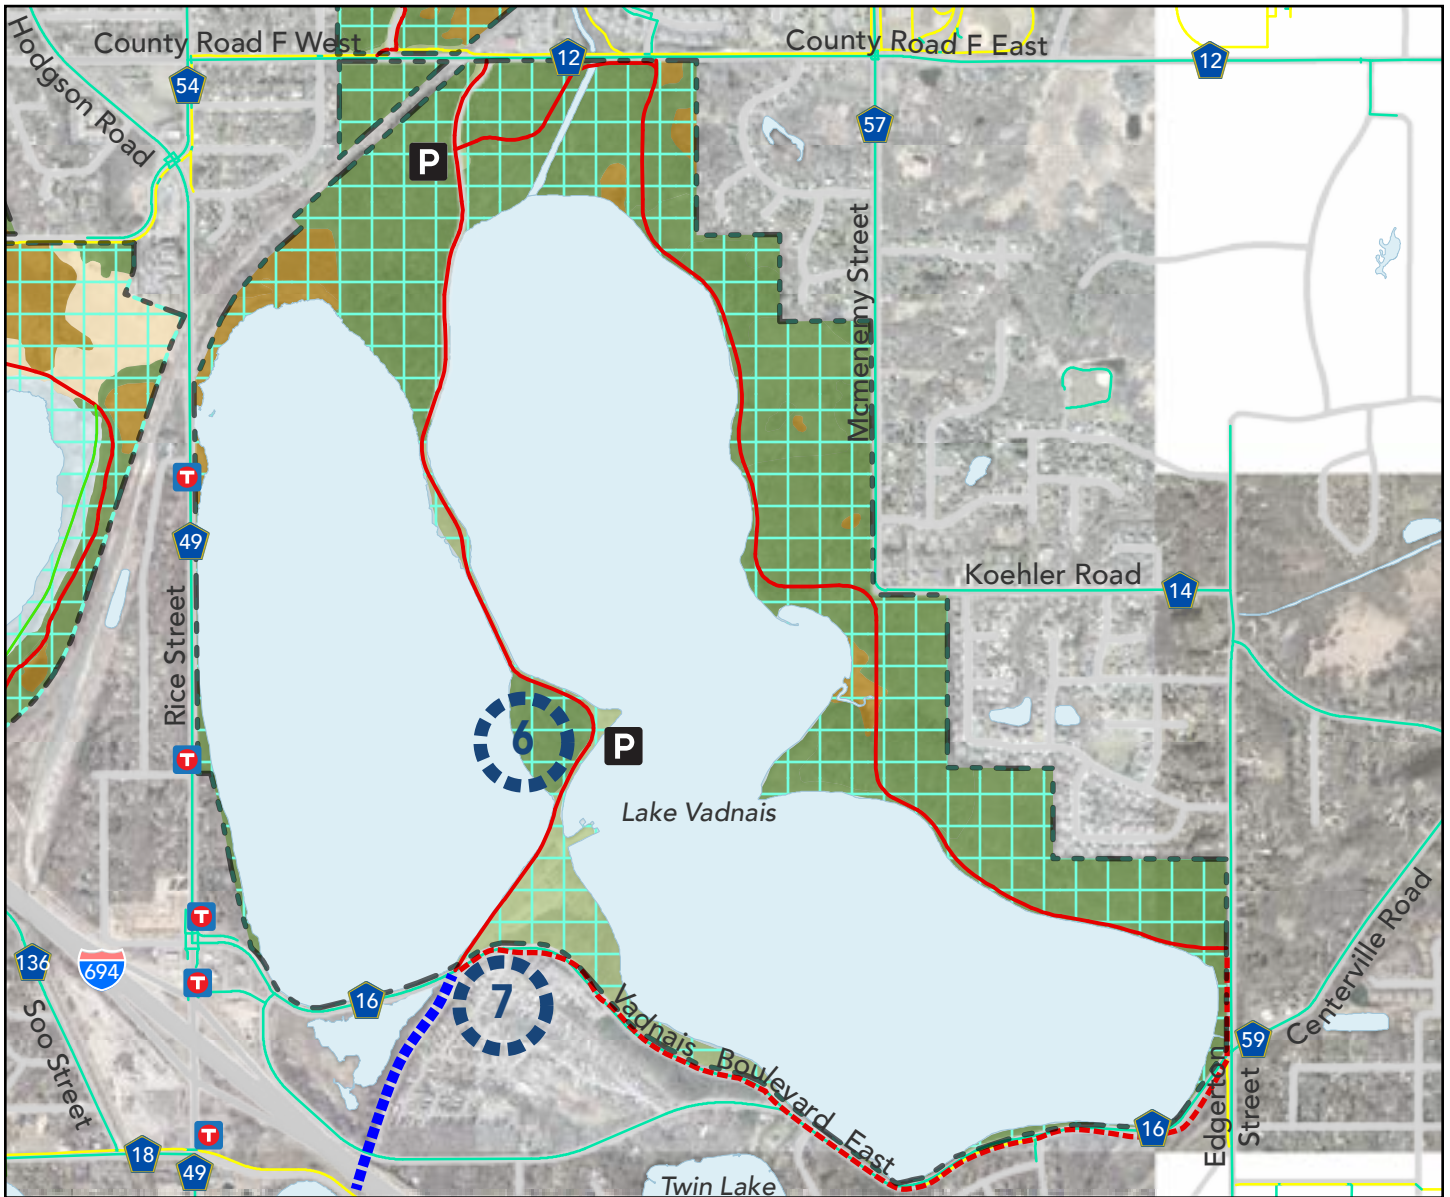 County Road F West
County Road F East
12
12
54
Hodgson Road
57
P
Mcmenemy Street
T
49
Koehler Road
14
Rice Street
6
P
T
Lake Vadnais
T
136
694
T
16
7
Vadnais Boulevard East
Centerville Road
59
Soo Street
Edgerton
Street
16
T
18
49
Twin Lake